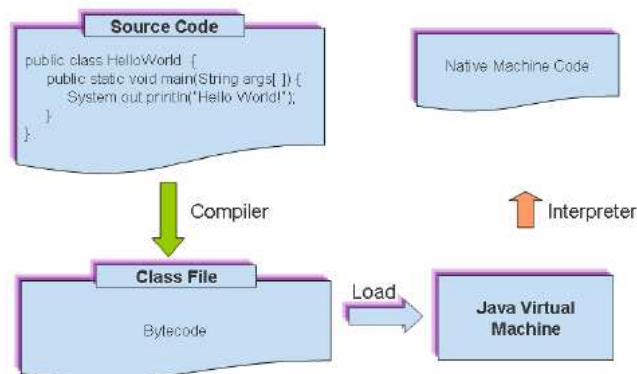 Source Code
public class HelloWorld {
public static void main(String args[ ]) {
System out.println("Hello World!");
}
}
Native Machine Code
Compiler
Interpreter
Class File
Bytecode
Load
Java Virtual
Machine